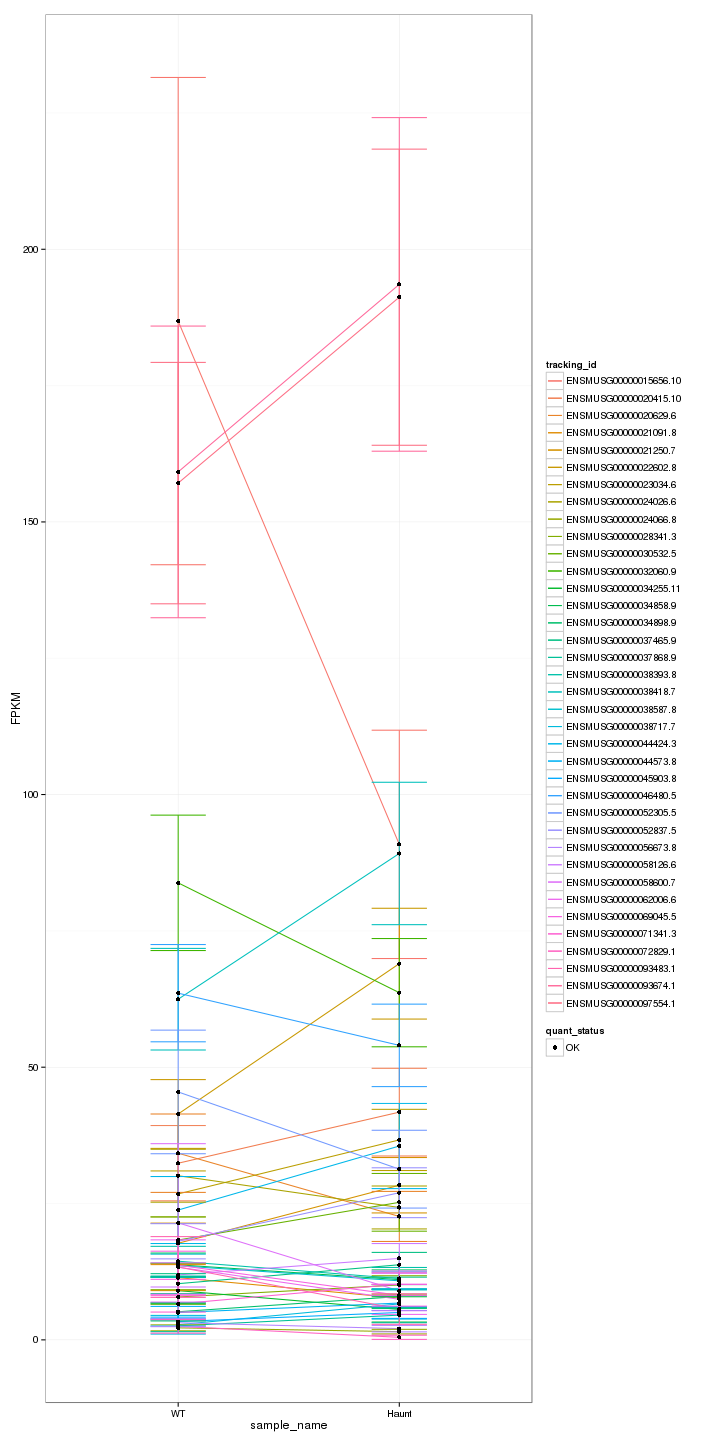 200
150
100
50
0
FPKM
WT
Haunt
sample_name
tracking_id
ENSMUSG00000015656.10
ENSMUSG00000020415.10
ENSMUSG00000020629.6
ENSMUSG00000021091.8
ENSMUSG00000021250.7
ENSMUSG00000022602.8
ENSMUSG00000023034.6
ENSMUSG00000024026.6
ENSMUSG00000024066.8
ENSMUSG00000028341.3
ENSMUSG00000030532.5
ENSMUSG00000032060.9
ENSMUSG00000034255.11
ENSMUSG00000034858.9
ENSMUSG00000034898.9
ENSMUSG00000037465.9
ENSMUSG00000037868.9
ENSMUSG00000038393.8
ENSMUSG00000038418.7
ENSMUSG00000038587.8
ENSMUSG00000038717.7
ENSMUSG00000044424.3
ENSMUSG00000044573.8
ENSMUSG00000045903.8
ENSMUSG00000046480.5
ENSMUSG00000052305.5
ENSMUSG00000052837.5
ENSMUSG00000056673.8
ENSMUSG00000058126.6
ENSMUSG00000058600.7
ENSMUSG00000062006.6
ENSMUSG00000069045.5
ENSMUSG00000071341.3
ENSMUSG00000072829.1
ENSMUSG00000093483.1
ENSMUSG00000093674.1
ENSMUSG00000097554.1
quant_status
OK